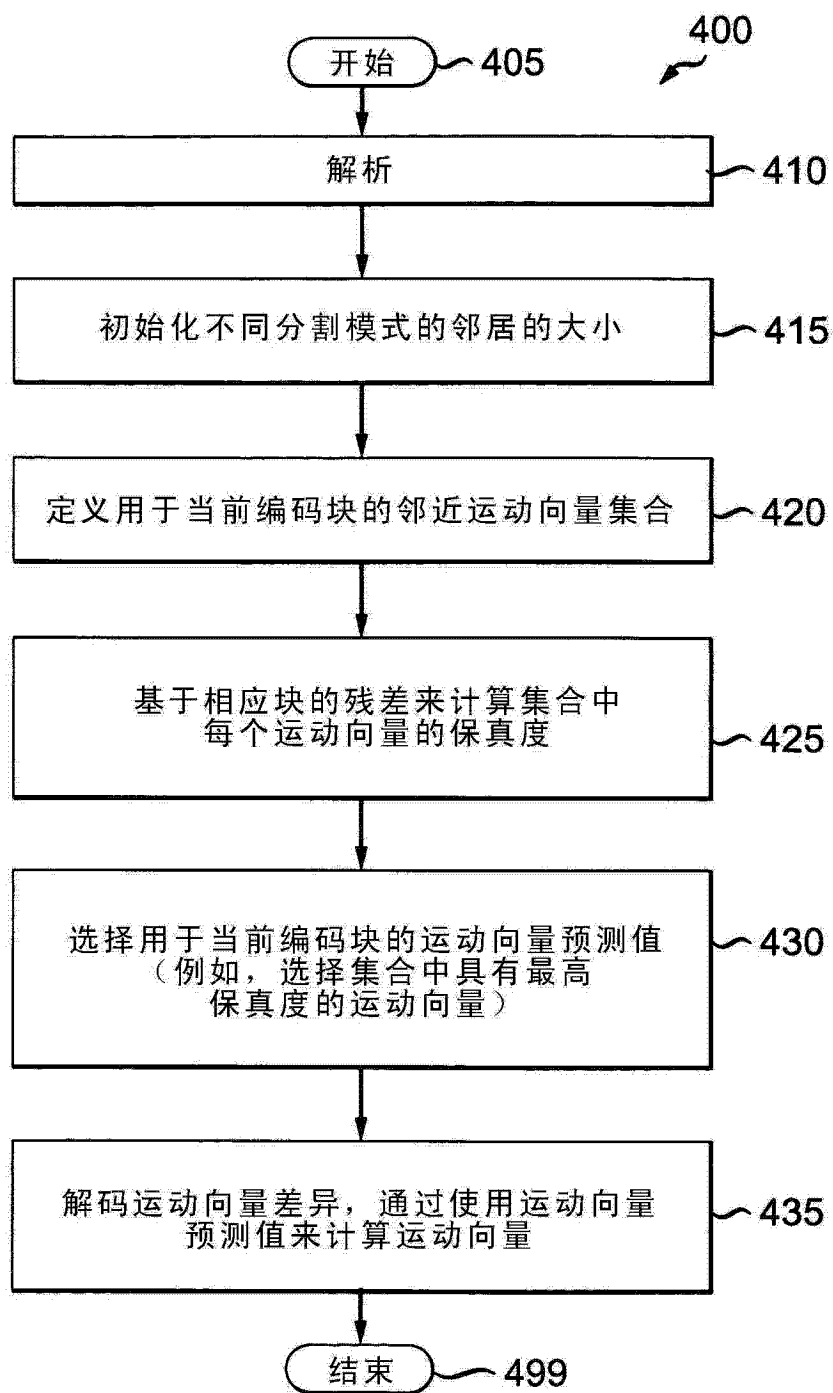 400
开始 405
解析 410
初始化不同分割模式的邻居的大小 415
定义用于当前编码块的邻近运动向量集合 420
基于相应块的残差来计算集合中
每个运动向量的保真度 425
选择用于当前编码块的运动向量预测值 430
（例如，选择集合中具有最高
保真度的运动向量）
解码运动向量差异，通过使用运动向量 435
预测值来计算运动向量
结束 499